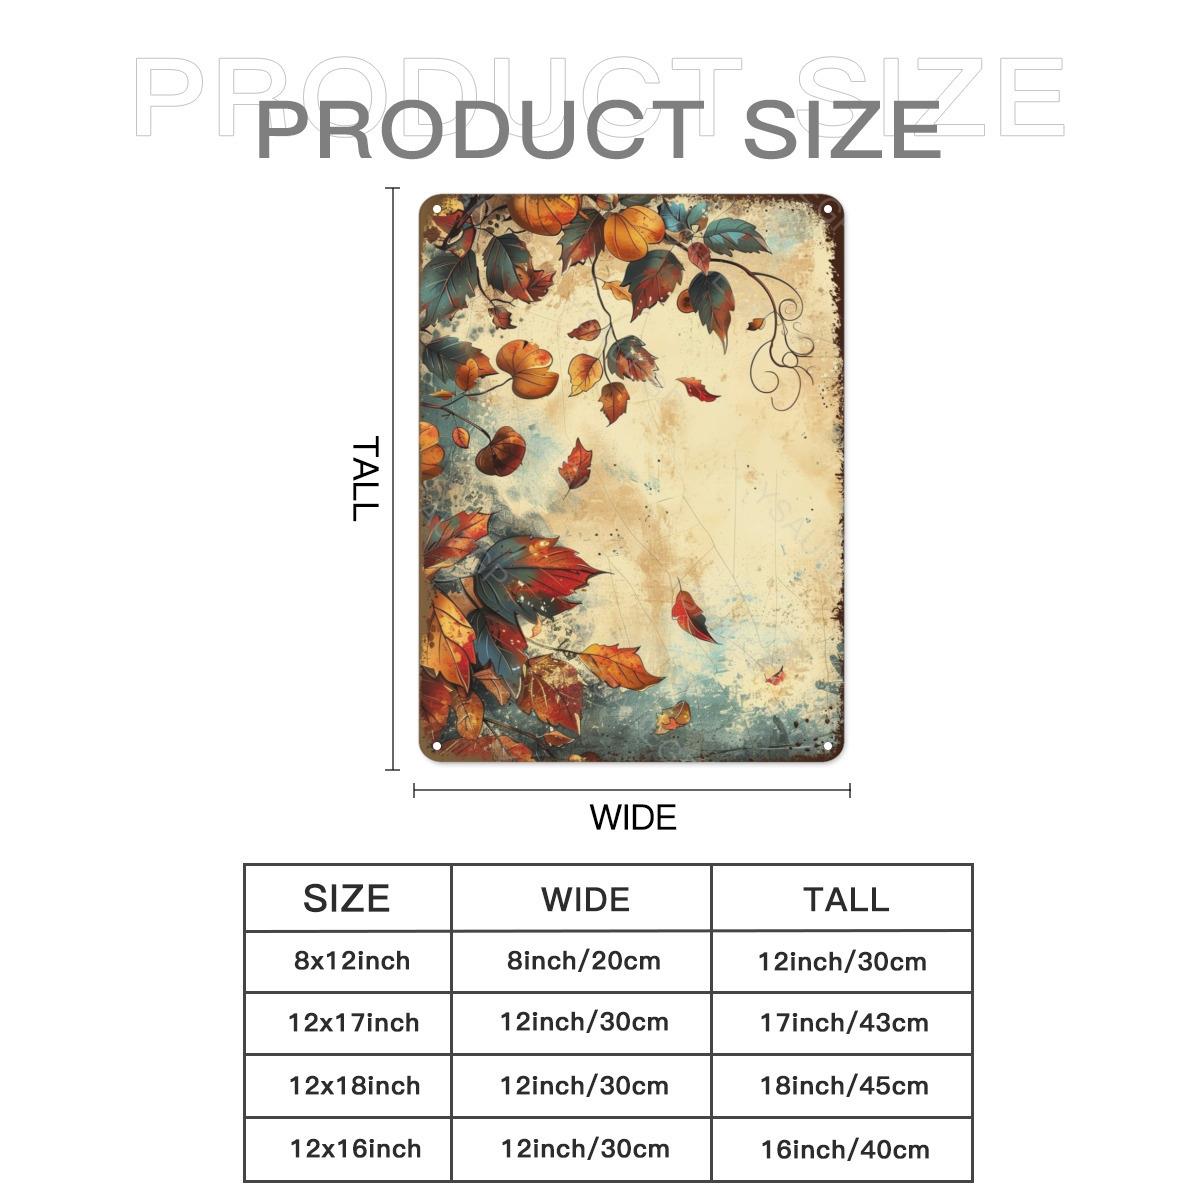 PRODUCT SIZE
PRODUCT SIZE
TALL
WIDE
SIZE WIDE TALL
8x12inch 8inch/20cm 12inch/30cm
12x17inch 12inch/30cm 17inch/43cm
12x18inch 12inch/30cm 18inch/45cm
12x16inch 12inch/30cm 16inch/40cm